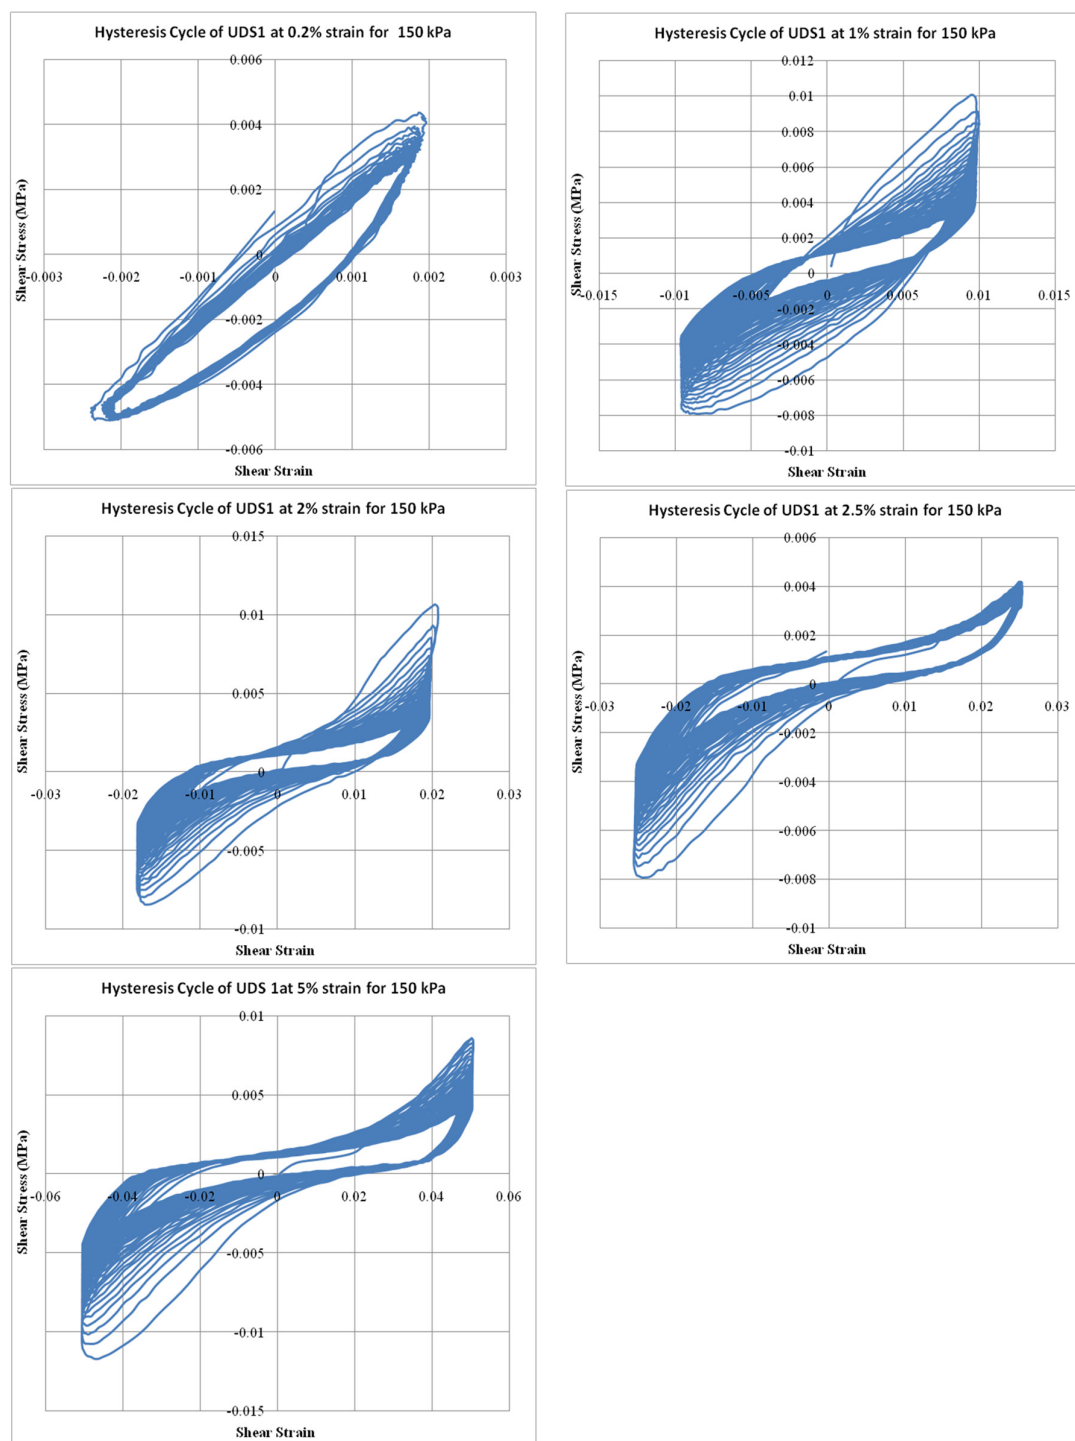 Hysteresis Cycle of UDS1 at 0.2% strain for 150 kPa
0.006
0.004
0.002
0
-0.003 -0.002 -0.001 0 0.001 0.002 0.003
-0.002
-0.004
-0.006
Shear Stress (MPa)
Shear Strain
Hysteresis Cycle of UDS1 at 1% strain for 150 kPa
0.012
0.01
0.008
0.006
0.004
0.002
0
-0.015 -0.01 -0.005 0 0.005 0.01 0.015
-0.002
-0.004
-0.006
-0.008
-0.01
Shear Stress (MPa)
Shear Strain
Hysteresis Cycle of UDS1 at 2% strain for 150 kPa
0.015
0.01
0.005
0
-0.03 -0.02 -0.01 0 0.01 0.02 0.03
-0.005
-0.01
Shear Stress (MPa)
Shear Strain
Hysteresis Cycle of UDS1 at 2.5% strain for 150 kPa
0.006
0.004
0.002
0
-0.03 -0.02 -0.01 0 0.01 0.02 0.03
-0.002
-0.004
-0.006
-0.008
-0.01
Shear Stress (MPa)
Shear Strain
Hysteresis Cycle of UDS 1at 5% strain for 150 kPa
0.01
0.005
0
-0.06 -0.04 -0.02 0 0.02 0.04 0.06
-0.005
-0.01
-0.015
Shear Stress (MPa)
Shear Strain